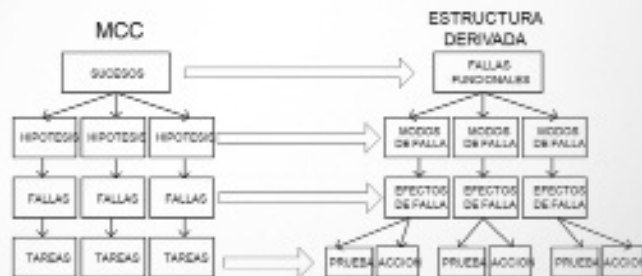 MCC
ESTRUCTURA
DERIVADA
SUCESOS
FALLAS
FUNCIONALES
HIPOTESIS HIPOTESIS HIPOTESIS
MODOS
DE FALLA
MODOS
DE FALLA
MODOS
DE FALLA
FALLAS FALLAS FALLAS
EFECTOS
DE FALLA
EFECTOS
DE FALLA
EFECTOS
DE FALLA
TAREAS TAREAS TAREAS
PRUEBA ACCION PRUEBA ACCION PRUEBA ACCION